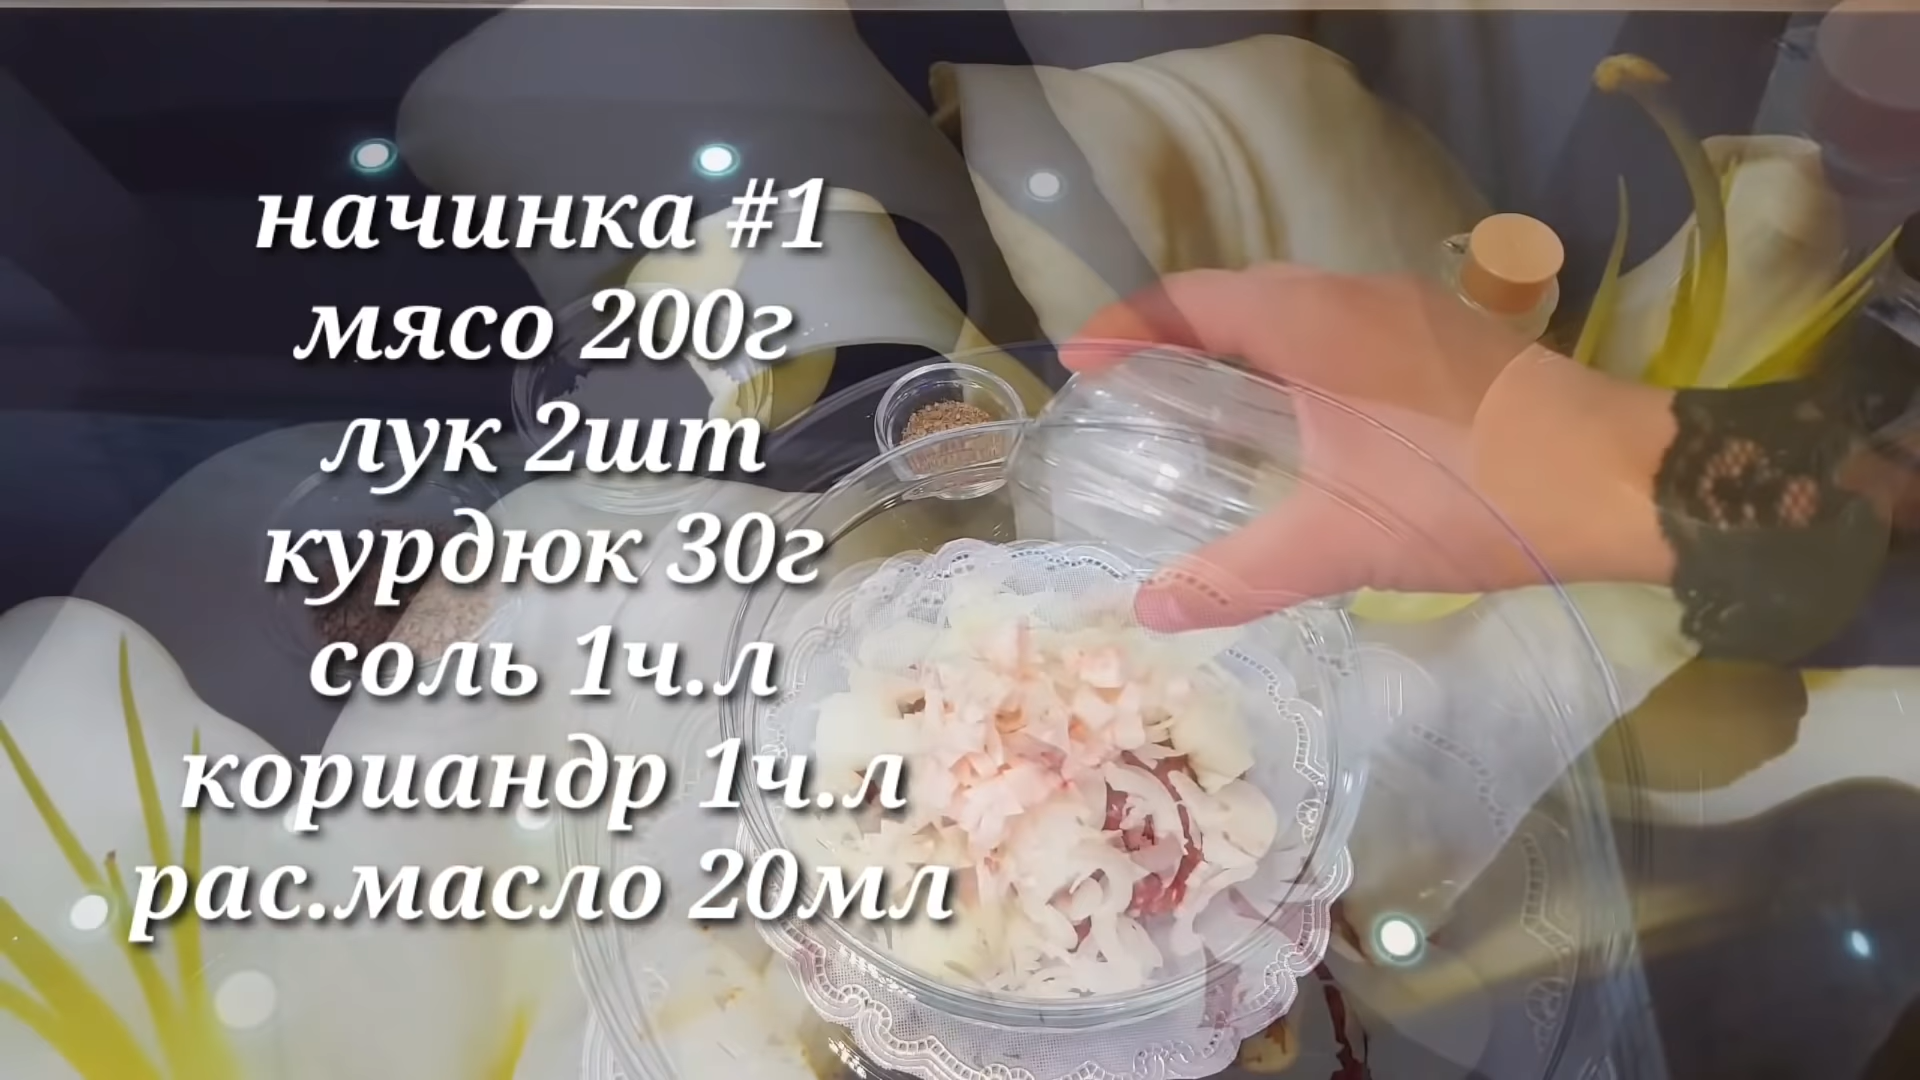 начинка #1
мясо 200г
лук 2шт
курдюк 30г
соль 1ч.л
кориандр 1ч.л
рас.масло 20мл